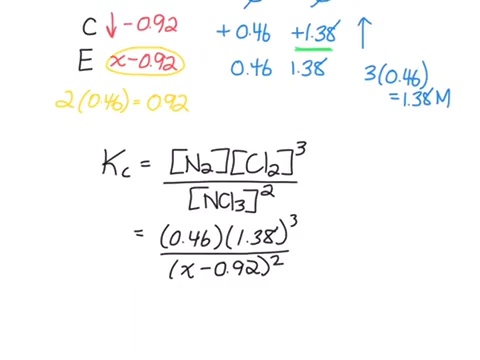 C ↓ -0.92 +0.46 +1.38 ↑
E x-0.92 0.46 1.38 3(0.46)
2(0.46)=0.92 =1.38M
Kc = [N2][Cl2]^3
[NCl3]^2
= (0.46)(1.38)^3
(x-0.92)^2